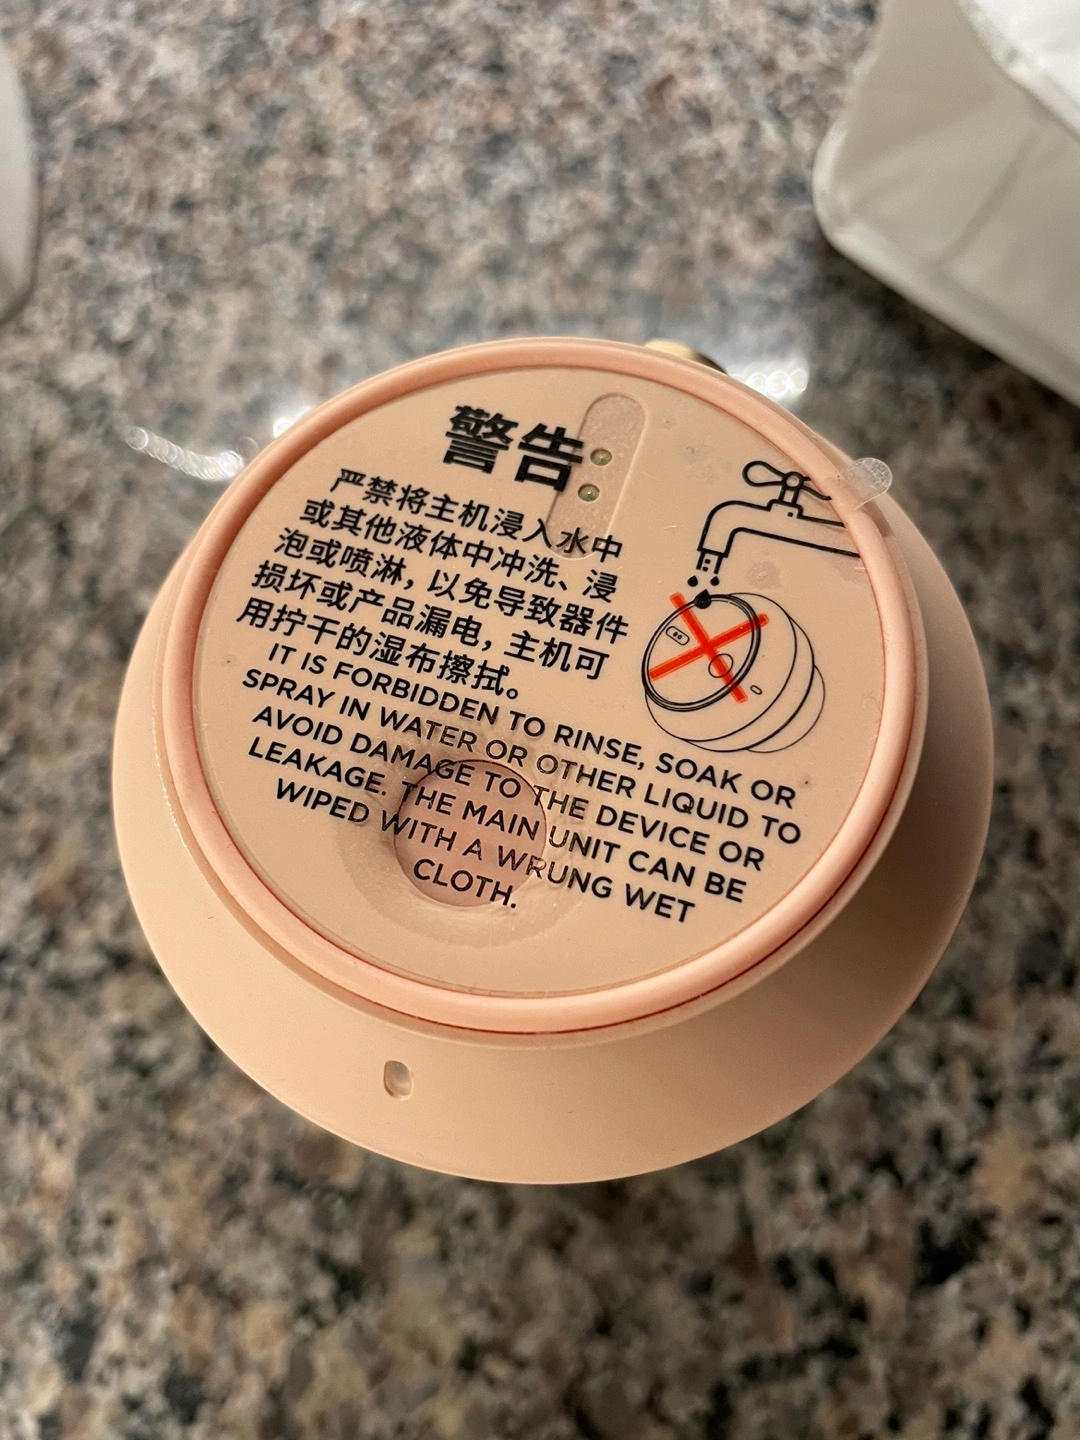 警告
严禁将主机浸入水中
或其他液体中冲洗、浸
泡或喷淋，以免导致器件
损坏或产品漏电，主机可
用拧干的湿布擦拭。
IT IS FORBIDDEN TO RINSE, SOAK OR
SPRAY IN WATER OR OTHER LIQUID TO
AVOID DAMAGE TO THE DEVICE OR
LEAKAGE. THE MAIN UNIT CAN BE
WIPED WITH A WRUNG WET
CLOTH.